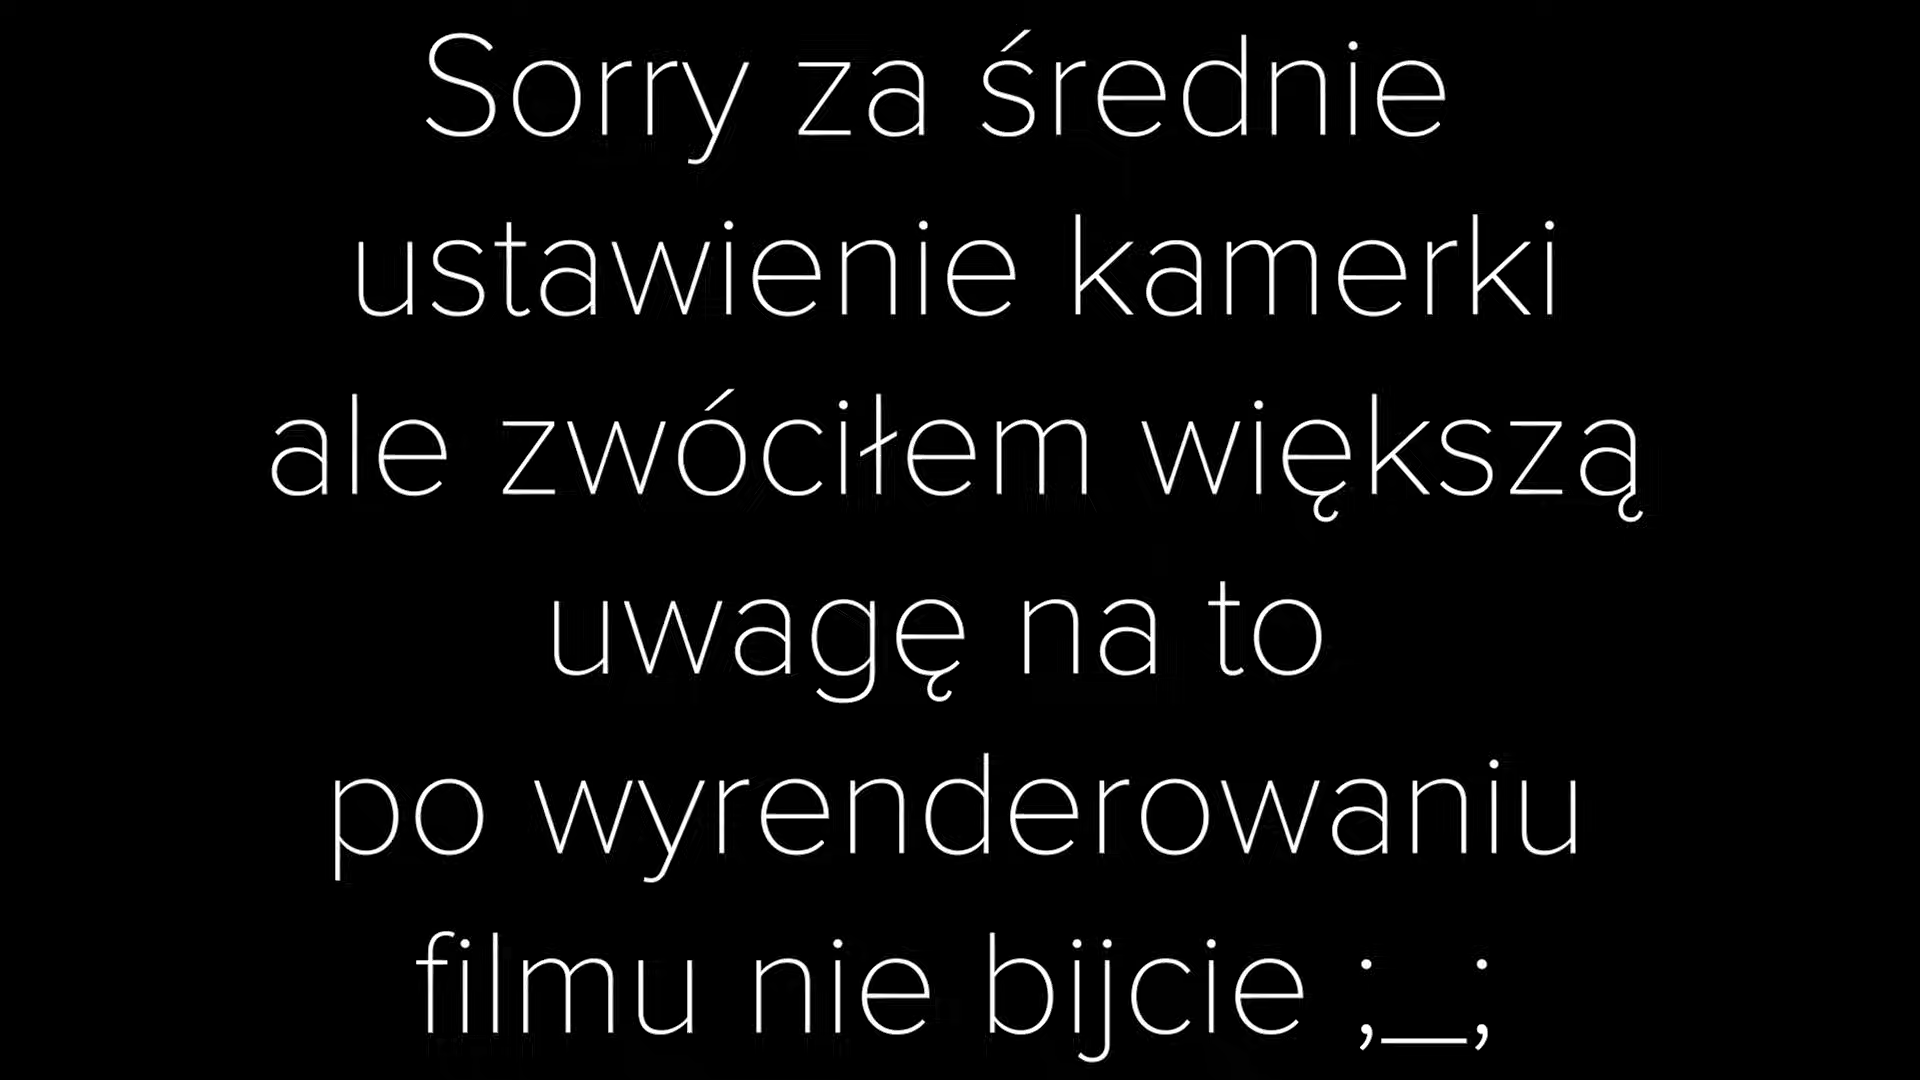 Sorry za średnie
ustawienie kamerki
ale zwóciłem większą
uwagę na to
po wyrenderowaniu
filmu nie bijcie ;_;